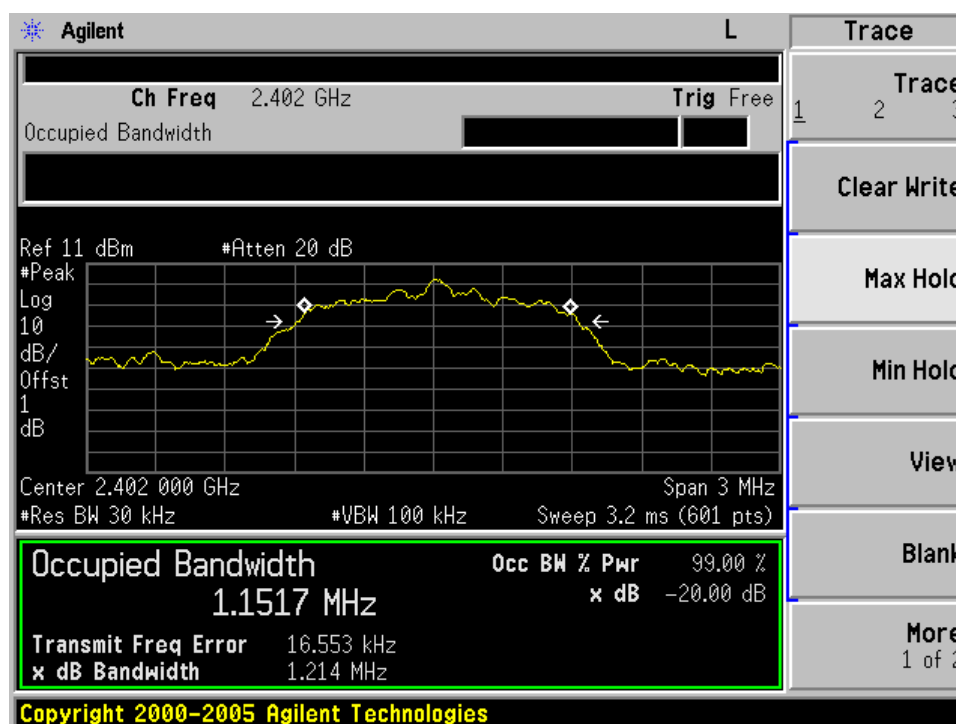 Agilent L
Ch Freq 2.402 GHz Trig Free
Occupied Bandwidth
Ref 11 dBm #Atten 20 dB
#Peak
Log
10
dB/
Offst
1
dB
Center 2.402 000 GHz Span 3 MHz
#Res BW 30 kHz #VBW 100 kHz Sweep 3.2 ms (601 pts)
Occupied Bandwidth
1.1517 MHz
Occ BW % Pwr 99.00 %
x dB -20.00 dB
Transmit Freq Error 16.553 kHz
x dB Bandwidth 1.214 MHz
Copyright 2000-2005 Agilent Technologies
Trace
Trace
1 2 3
Clear Write
Max Hold
Min Hold
View
Blank
More
1 of 2